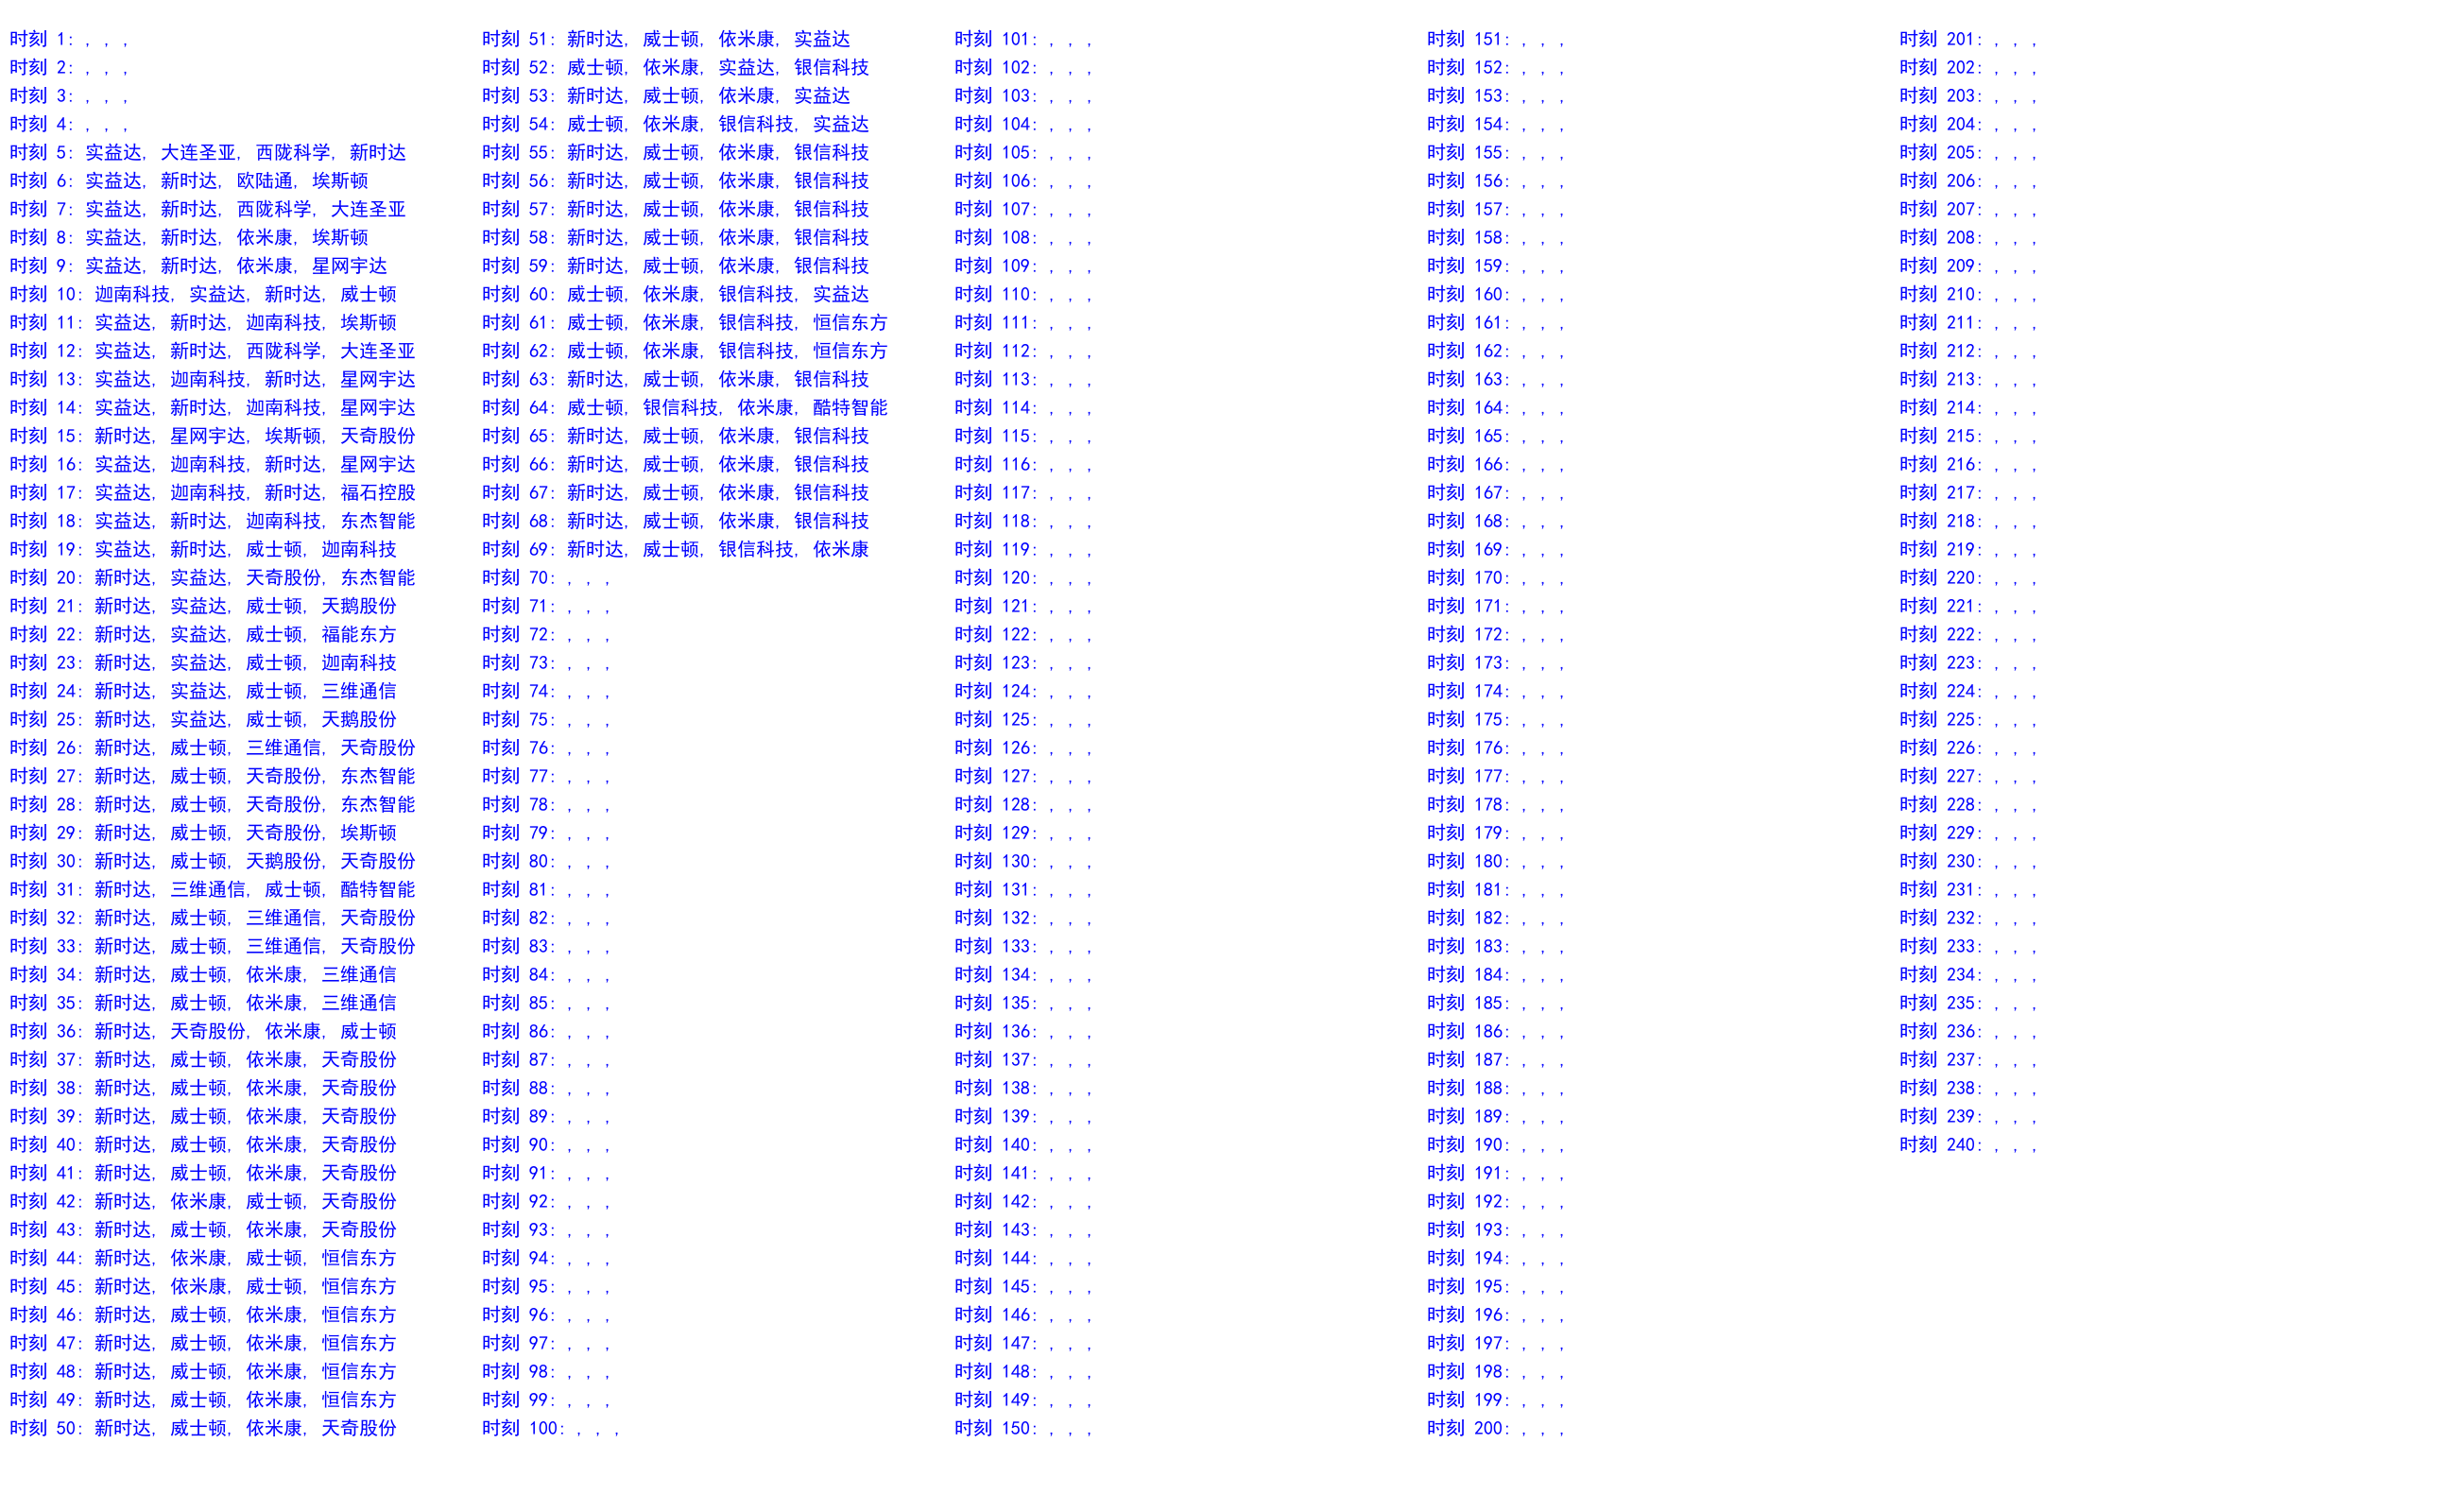 时刻 1: , , ,
时刻 2: , , ,
时刻 3: , , ,
时刻 4: , , ,
时刻 5: 实益达, 大连圣亚, 西陇科学, 新时达
时刻 6: 实益达, 新时达, 欧陆通, 埃斯顿
时刻 7: 实益达, 新时达, 西陇科学, 大连圣亚
时刻 8: 实益达, 新时达, 依米康, 埃斯顿
时刻 9: 实益达, 新时达, 依米康, 星网宇达
时刻 10: 迦南科技, 实益达, 新时达, 威士顿
时刻 11: 实益达, 新时达, 迦南科技, 埃斯顿
时刻 12: 实益达, 新时达, 西陇科学, 大连圣亚
时刻 13: 实益达, 迦南科技, 新时达, 星网宇达
时刻 14: 实益达, 新时达, 迦南科技, 星网宇达
时刻 15: 新时达, 星网宇达, 埃斯顿, 天奇股份
时刻 16: 实益达, 迦南科技, 新时达, 星网宇达
时刻 17: 实益达, 迦南科技, 新时达, 福石控股
时刻 18: 实益达, 新时达, 迦南科技, 东杰智能
时刻 19: 实益达, 新时达, 威士顿, 迦南科技
时刻 20: 新时达, 实益达, 天奇股份, 东杰智能
时刻 21: 新时达, 实益达, 威士顿, 天鹅股份
时刻 22: 新时达, 实益达, 威士顿, 福能东方
时刻 23: 新时达, 实益达, 威士顿, 迦南科技
时刻 24: 新时达, 实益达, 威士顿, 三维通信
时刻 25: 新时达, 实益达, 威士顿, 天鹅股份
时刻 26: 新时达, 威士顿, 三维通信, 天奇股份
时刻 27: 新时达, 威士顿, 天奇股份, 东杰智能
时刻 28: 新时达, 威士顿, 天奇股份, 东杰智能
时刻 29: 新时达, 威士顿, 天奇股份, 埃斯顿
时刻 30: 新时达, 威士顿, 天鹅股份, 天奇股份
时刻 31: 新时达, 三维通信, 威士顿, 酷特智能
时刻 32: 新时达, 威士顿, 三维通信, 天奇股份
时刻 33: 新时达, 威士顿, 三维通信, 天奇股份
时刻 34: 新时达, 威士顿, 依米康, 三维通信
时刻 35: 新时达, 威士顿, 依米康, 三维通信
时刻 36: 新时达, 天奇股份, 依米康, 威士顿
时刻 37: 新时达, 威士顿, 依米康, 天奇股份
时刻 38: 新时达, 威士顿, 依米康, 天奇股份
时刻 39: 新时达, 威士顿, 依米康, 天奇股份
时刻 40: 新时达, 威士顿, 依米康, 天奇股份
时刻 41: 新时达, 威士顿, 依米康, 天奇股份
时刻 42: 新时达, 依米康, 威士顿, 天奇股份
时刻 43: 新时达, 威士顿, 依米康, 天奇股份
时刻 44: 新时达, 依米康, 威士顿, 恒信东方
时刻 45: 新时达, 依米康, 威士顿, 恒信东方
时刻 46: 新时达, 威士顿, 依米康, 恒信东方
时刻 47: 新时达, 威士顿, 依米康, 恒信东方
时刻 48: 新时达, 威士顿, 依米康, 恒信东方
时刻 49: 新时达, 威士顿, 依米康, 恒信东方
时刻 50: 新时达, 威士顿, 依米康, 天奇股份
时刻 51: 新时达, 威士顿, 依米康, 实益达
时刻 52: 威士顿, 依米康, 实益达, 银信科技
时刻 53: 新时达, 威士顿, 依米康, 实益达
时刻 54: 威士顿, 依米康, 银信科技, 实益达
时刻 55: 新时达, 威士顿, 依米康, 银信科技
时刻 56: 新时达, 威士顿, 依米康, 银信科技
时刻 57: 新时达, 威士顿, 依米康, 银信科技
时刻 58: 新时达, 威士顿, 依米康, 银信科技
时刻 59: 新时达, 威士顿, 依米康, 银信科技
时刻 60: 威士顿, 依米康, 银信科技, 实益达
时刻 61: 威士顿, 依米康, 银信科技, 恒信东方
时刻 62: 威士顿, 依米康, 银信科技, 恒信东方
时刻 63: 新时达, 威士顿, 依米康, 银信科技
时刻 64: 威士顿, 银信科技, 依米康, 酷特智能
时刻 65: 新时达, 威士顿, 依米康, 银信科技
时刻 66: 新时达, 威士顿, 依米康, 银信科技
时刻 67: 新时达, 威士顿, 依米康, 银信科技
时刻 68: 新时达, 威士顿, 依米康, 银信科技
时刻 69: 新时达, 威士顿, 银信科技, 依米康
时刻 70: , , ,
时刻 71: , , ,
时刻 72: , , ,
时刻 73: , , ,
时刻 74: , , ,
时刻 75: , , ,
时刻 76: , , ,
时刻 77: , , ,
时刻 78: , , ,
时刻 79: , , ,
时刻 80: , , ,
时刻 81: , , ,
时刻 82: , , ,
时刻 83: , , ,
时刻 84: , , ,
时刻 85: , , ,
时刻 86: , , ,
时刻 87: , , ,
时刻 88: , , ,
时刻 89: , , ,
时刻 90: , , ,
时刻 91: , , ,
时刻 92: , , ,
时刻 93: , , ,
时刻 94: , , ,
时刻 95: , , ,
时刻 96: , , ,
时刻 97: , , ,
时刻 98: , , ,
时刻 99: , , ,
时刻 100: , , ,
时刻 101: , , ,
时刻 102: , , ,
时刻 103: , , ,
时刻 104: , , ,
时刻 105: , , ,
时刻 106: , , ,
时刻 107: , , ,
时刻 108: , , ,
时刻 109: , , ,
时刻 110: , , ,
时刻 111: , , ,
时刻 112: , , ,
时刻 113: , , ,
时刻 114: , , ,
时刻 115: , , ,
时刻 116: , , ,
时刻 117: , , ,
时刻 118: , , ,
时刻 119: , , ,
时刻 120: , , ,
时刻 121: , , ,
时刻 122: , , ,
时刻 123: , , ,
时刻 124: , , ,
时刻 125: , , ,
时刻 126: , , ,
时刻 127: , , ,
时刻 128: , , ,
时刻 129: , , ,
时刻 130: , , ,
时刻 131: , , ,
时刻 132: , , ,
时刻 133: , , ,
时刻 134: , , ,
时刻 135: , , ,
时刻 136: , , ,
时刻 137: , , ,
时刻 138: , , ,
时刻 139: , , ,
时刻 140: , , ,
时刻 141: , , ,
时刻 142: , , ,
时刻 143: , , ,
时刻 144: , , ,
时刻 145: , , ,
时刻 146: , , ,
时刻 147: , , ,
时刻 148: , , ,
时刻 149: , , ,
时刻 150: , , ,
时刻 151: , , ,
时刻 152: , , ,
时刻 153: , , ,
时刻 154: , , ,
时刻 155: , , ,
时刻 156: , , ,
时刻 157: , , ,
时刻 158: , , ,
时刻 159: , , ,
时刻 160: , , ,
时刻 161: , , ,
时刻 162: , , ,
时刻 163: , , ,
时刻 164: , , ,
时刻 165: , , ,
时刻 166: , , ,
时刻 167: , , ,
时刻 168: , , ,
时刻 169: , , ,
时刻 170: , , ,
时刻 171: , , ,
时刻 172: , , ,
时刻 173: , , ,
时刻 174: , , ,
时刻 175: , , ,
时刻 176: , , ,
时刻 177: , , ,
时刻 178: , , ,
时刻 179: , , ,
时刻 180: , , ,
时刻 181: , , ,
时刻 182: , , ,
时刻 183: , , ,
时刻 184: , , ,
时刻 185: , , ,
时刻 186: , , ,
时刻 187: , , ,
时刻 188: , , ,
时刻 189: , , ,
时刻 190: , , ,
时刻 191: , , ,
时刻 192: , , ,
时刻 193: , , ,
时刻 194: , , ,
时刻 195: , , ,
时刻 196: , , ,
时刻 197: , , ,
时刻 198: , , ,
时刻 199: , , ,
时刻 200: , , ,
时刻 201: , , ,
时刻 202: , , ,
时刻 203: , , ,
时刻 204: , , ,
时刻 205: , , ,
时刻 206: , , ,
时刻 207: , , ,
时刻 208: , , ,
时刻 209: , , ,
时刻 210: , , ,
时刻 211: , , ,
时刻 212: , , ,
时刻 213: , , ,
时刻 214: , , ,
时刻 215: , , ,
时刻 216: , , ,
时刻 217: , , ,
时刻 218: , , ,
时刻 219: , , ,
时刻 220: , , ,
时刻 221: , , ,
时刻 222: , , ,
时刻 223: , , ,
时刻 224: , , ,
时刻 225: , , ,
时刻 226: , , ,
时刻 227: , , ,
时刻 228: , , ,
时刻 229: , , ,
时刻 230: , , ,
时刻 231: , , ,
时刻 232: , , ,
时刻 233: , , ,
时刻 234: , , ,
时刻 235: , , ,
时刻 236: , , ,
时刻 237: , , ,
时刻 238: , , ,
时刻 239: , , ,
时刻 240: , , ,